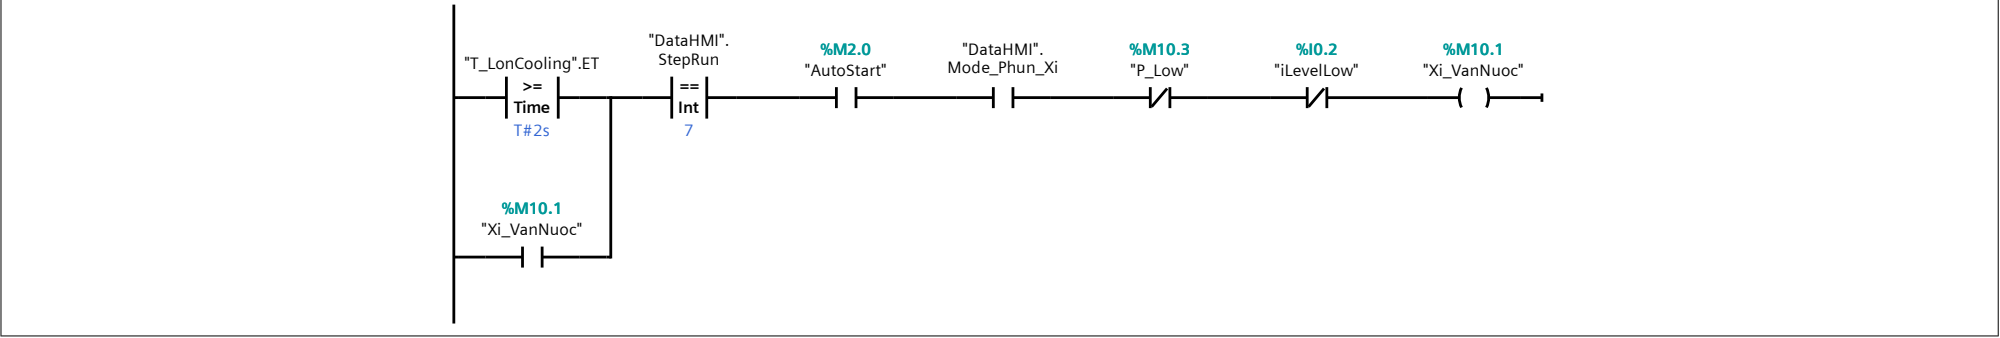 "T_LonCooling".ET
>=
Time
T#2s
"DataHMI".
StepRun
==
Int
7
%M2.0
"AutoStart"
"DataHMI".
Mode_Phun_Xi
%M10.3
"P_Low"
%I0.2
"iLevelLow"
%M10.1
"Xi_VanNuoc"
%M10.1
"Xi_VanNuoc"